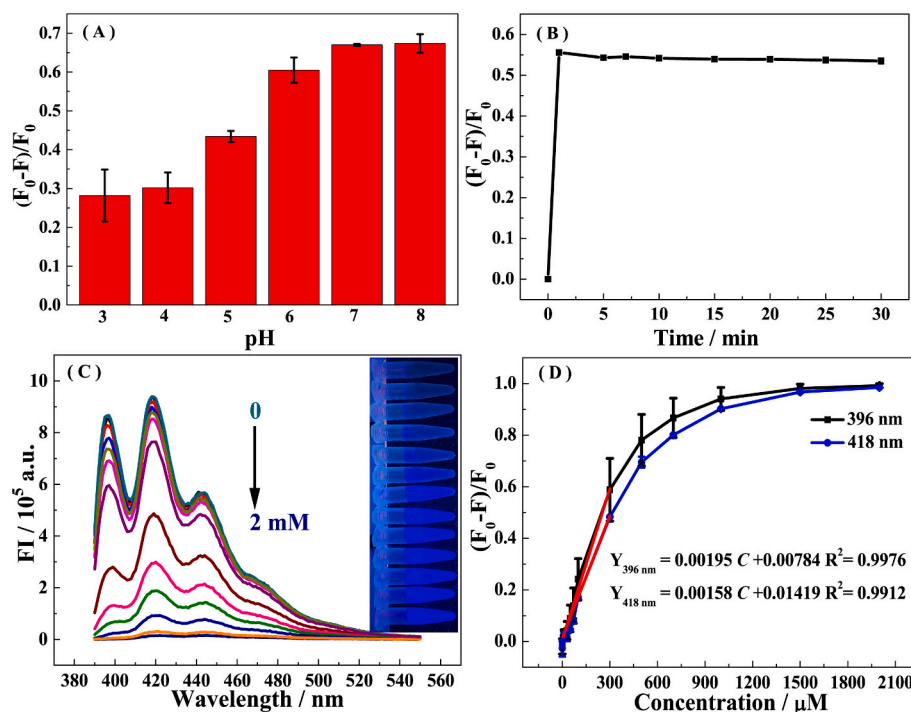 ( A )
(F₀-F)/F₀
0.7
0.6
0.5
0.4
0.3
0.2
0.1
0.0
3 4 5 6 7 8
pH
( B )
(F₀-F)/F₀
0.7
0.6
0.5
0.4
0.3
0.2
0.1
0.0
0 5 10 15 20 25 30
Time / min
( C )
FI / 10⁵ a.u.
10
8
6
4
2
0
0
2 mM
380 400 420 440 460 480 500 520 540 560
Wavelength / nm
( D )
(F₀-F)/F₀
1.0
0.8
0.6
0.4
0.2
0.0
396 nm
418 nm
Y₃₉₆ ₙₘ = 0.00195 C +0.00784 R²= 0.9976
Y₄₁₈ ₙₘ = 0.00158 C +0.01419 R²= 0.9912
0 300 600 900 1200 1500 1800 2100
Concentration / µM